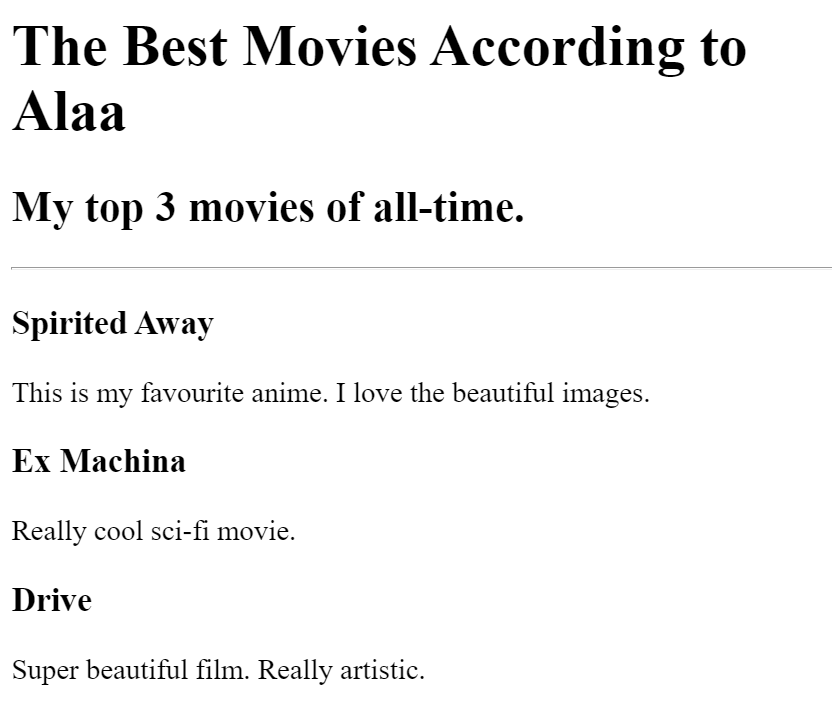 The Best Movies According to
Alaa
My top 3 movies of all-time.
Spirited Away
This is my favourite anime. I love the beautiful images.
Ex Machina
Really cool sci-fi movie.
Drive
Super beautiful film. Really artistic.